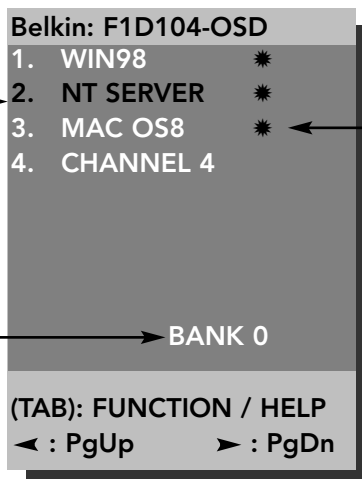 Belkin: F1D104-OSD
1. WIN98 ✹
2. NT SERVER ✹
3. MAC OS8 ✹
4. CHANNEL 4
BANK 0
(TAB): FUNCTION / HELP
◄ : PgUp ► : PgDn